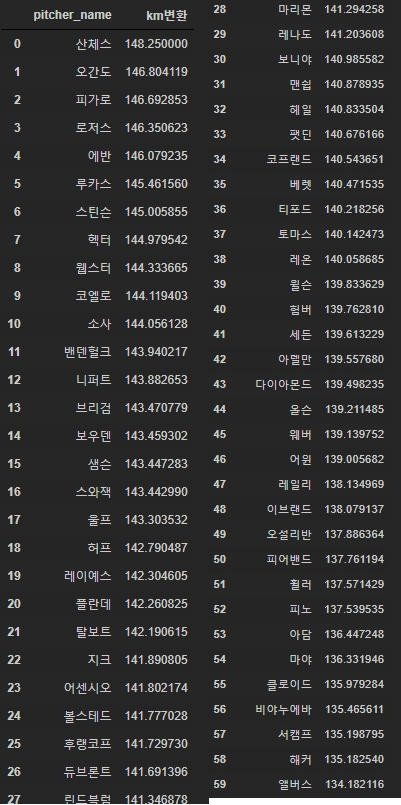 pitcher_name km변환
0 산체스 148.250000
1 오간도 146.804119
2 피가로 146.692853
3 로저스 146.350623
4 에반 146.079235
5 루카스 145.461560
6 스틴슨 145.005855
7 헥터 144.979542
8 웹스터 144.333665
9 코엘로 144.119403
10 소사 144.056128
11 밴덴헐크 143.940217
12 니퍼트 143.882653
13 브리검 143.470779
14 보우덴 143.459302
15 샘슨 143.447283
16 스와잭 143.442990
17 울프 143.303532
18 허프 142.790487
19 레이예스 142.304605
20 플란데 142.260825
21 탈보트 142.190615
22 지크 141.890805
23 어센시오 141.802174
24 볼스테드 141.777028
25 후랭코프 141.729730
26 듀브론트 141.691396
27 린드블럼 141.346878
28 마리몬 141.294258
29 레나도 141.203608
30 보니야 140.985582
31 맨쉽 140.878935
32 헤일 140.833504
33 팻딘 140.676166
34 코프랜드 140.543651
35 베렛 140.471535
36 티포드 140.218256
37 토마스 140.142473
38 레온 140.058685
39 윌슨 139.833629
40 험버 139.762810
41 세든 139.613229
42 아델만 139.557680
43 다이아몬드 139.498235
44 올슨 139.211485
45 웨버 139.139752
46 어윈 139.005682
47 레일리 138.134969
48 이브랜드 138.079137
49 오설리반 137.886364
50 피어밴드 137.761194
51 휠러 137.571429
52 피노 137.539535
53 아담 136.447248
54 마야 136.331946
55 클로이드 135.979284
56 비야누에바 135.465611
57 서캠프 135.198795
58 해커 135.182540
59 앨버스 134.182116